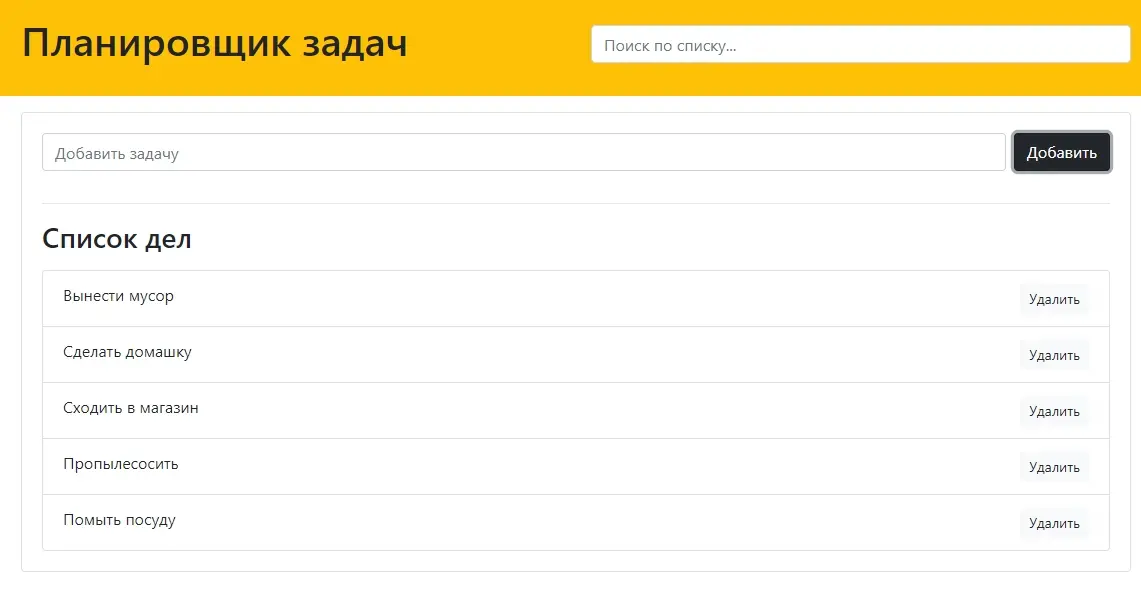 Планировщик задач
Поиск по списку...
Добавить задачу
Добавить
Список дел
Вынести мусор
Удалить
Сделать домашку
Удалить
Сходить в магазин
Удалить
Пропылесосить
Удалить
Помыть посуду
Удалить